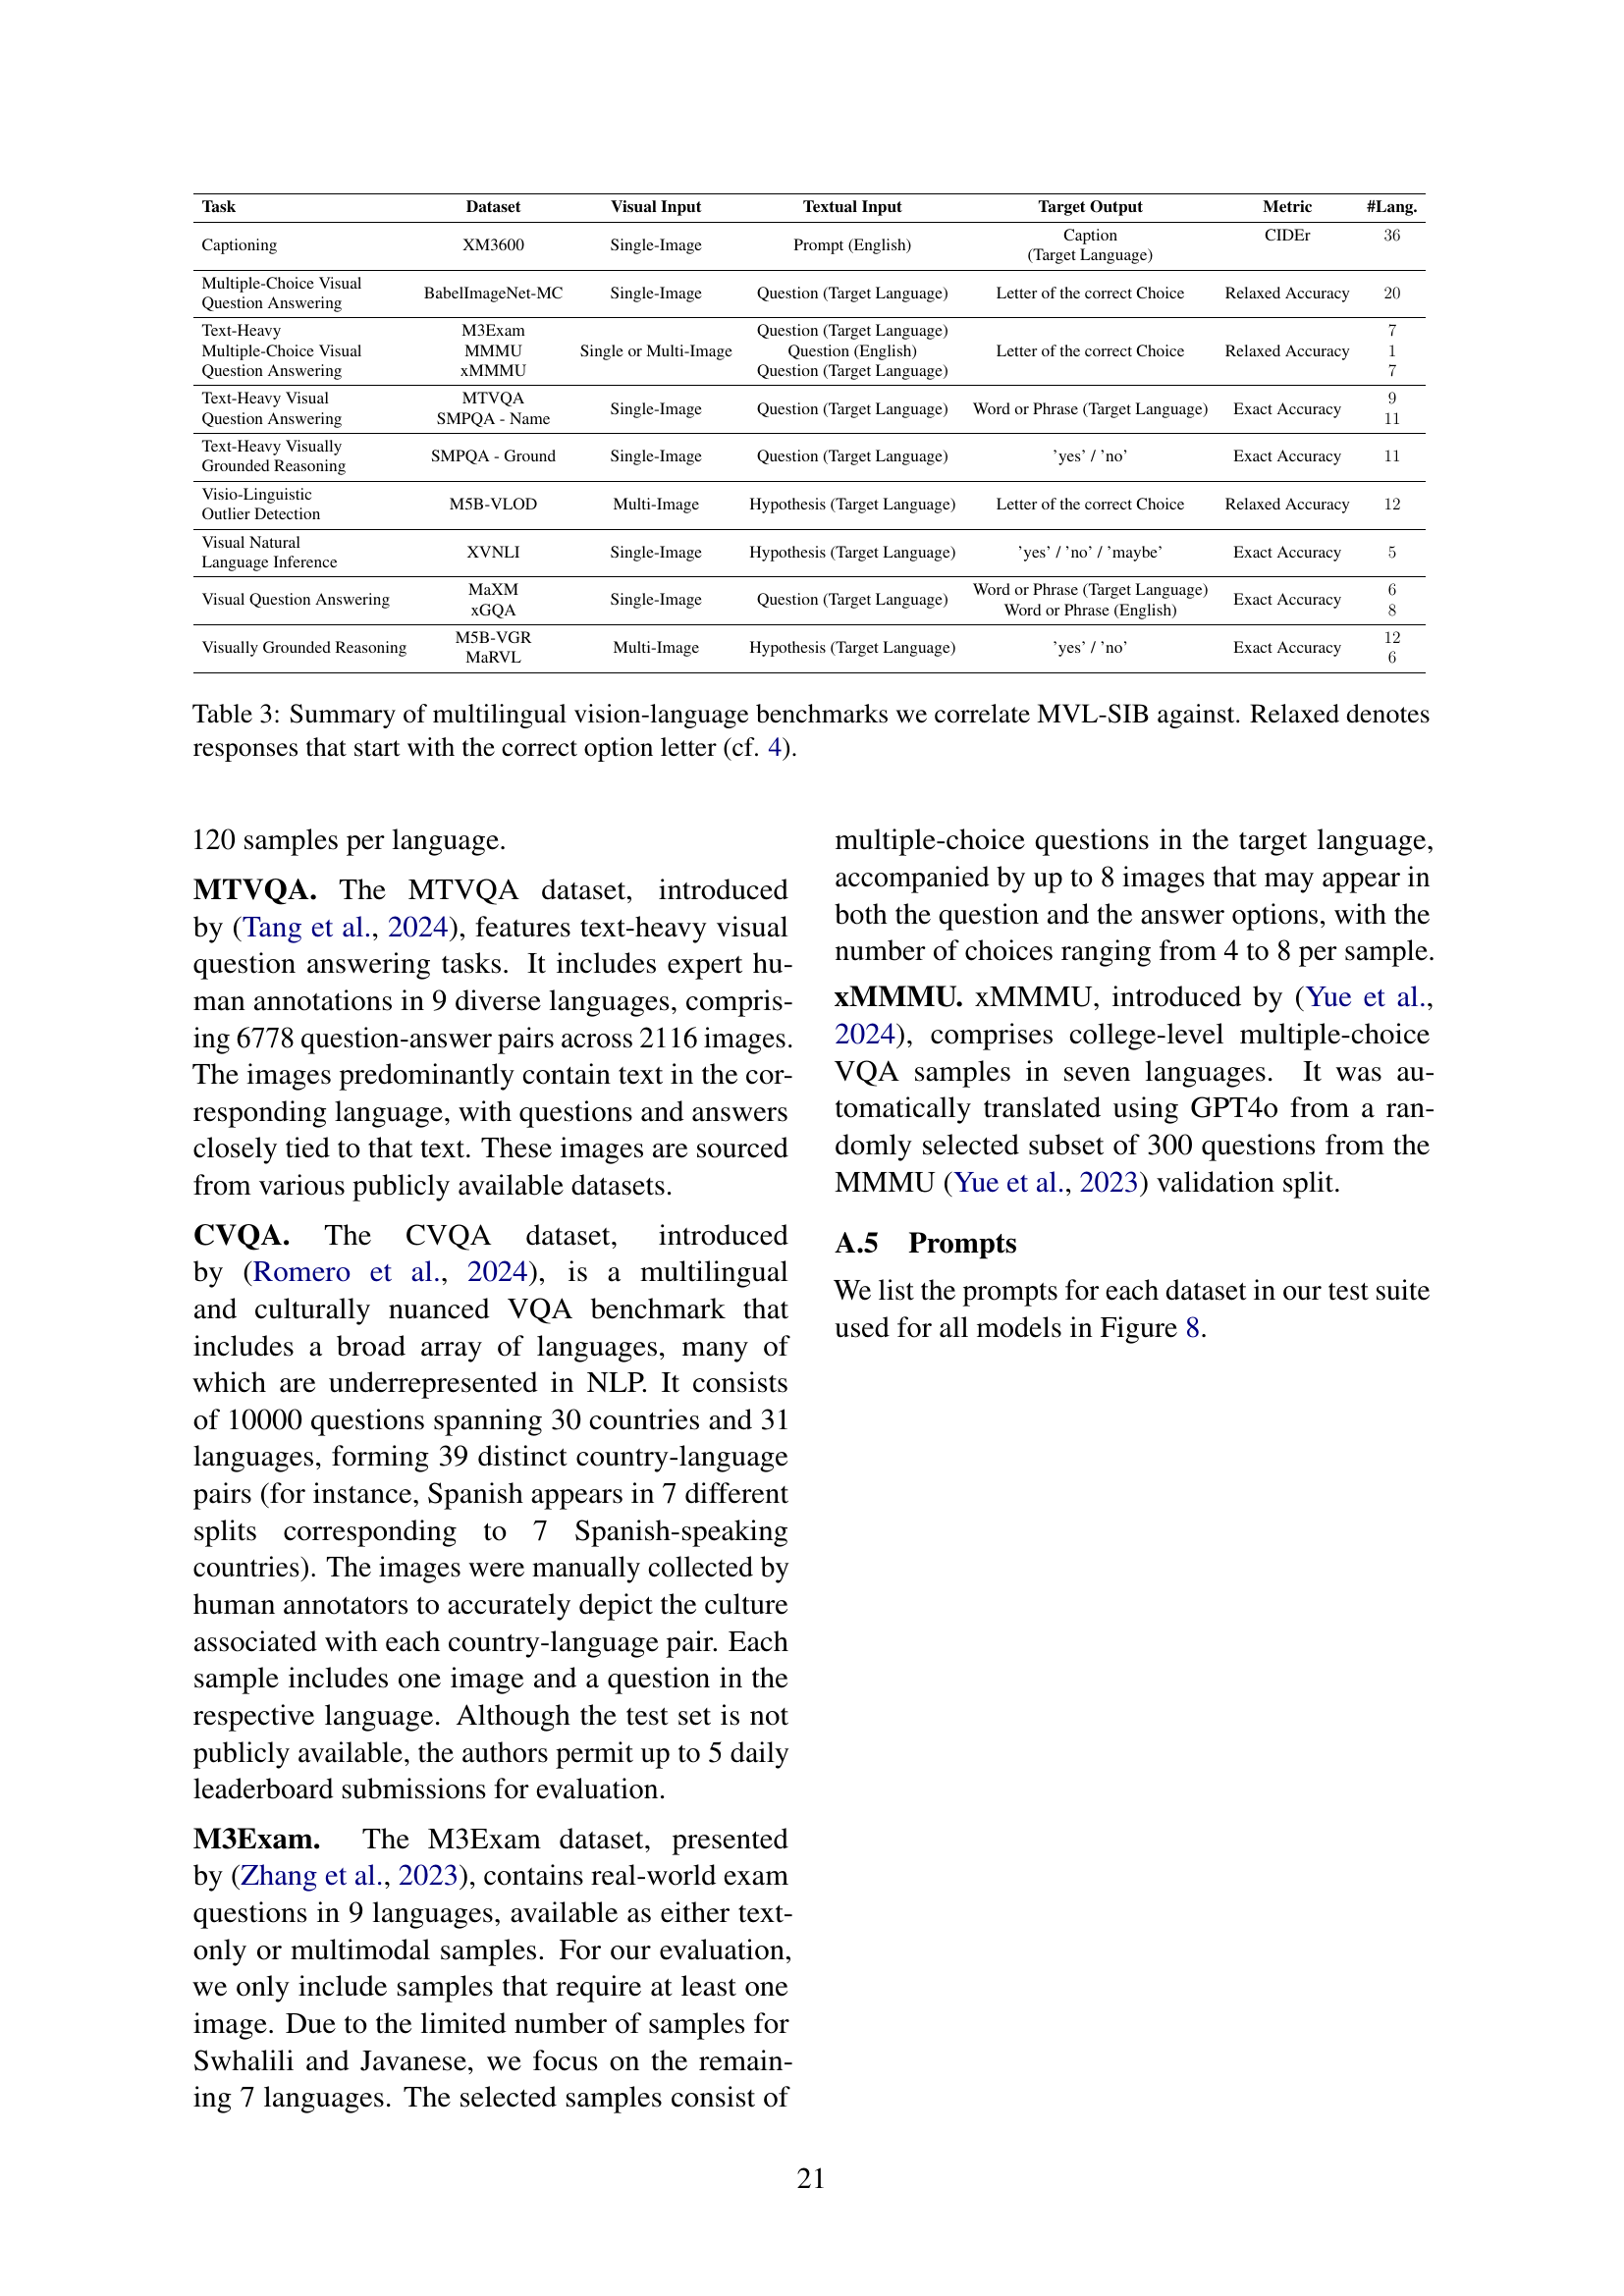 Task Dataset Visual Input Textual Input Target Output Metric #Lang.
Captioning XM3600 Single-Image Prompt (English) Caption (Target Language) CIDEr 36
Multiple-Choice Visual Question Answering BabelImageNet-MC Single-Image Question (Target Language) Letter of the correct Choice Relaxed Accuracy 20
Text-Heavy M3Exam Question (Target Language) 7
Multiple-Choice Visual MMMU Single or Multi-Image Question (English) Letter of the correct Choice Relaxed Accuracy 1
Question Answering xMMMU Question (Target Language) 7
Text-Heavy Visual Question Answering MTVQA SMPQA - Name Single-Image Question (Target Language) Word or Phrase (Target Language) Exact Accuracy 9 11
Text-Heavy Visually Grounded Reasoning SMPQA - Ground Single-Image Question (Target Language) 'yes' / 'no' Exact Accuracy 11
Visio-Linguistic Outlier Detection M5B-VLOD Multi-Image Hypothesis (Target Language) Letter of the correct Choice Relaxed Accuracy 12
Visual Natural Language Inference XVNLI Single-Image Hypothesis (Target Language) 'yes' / 'no' / 'maybe' Exact Accuracy 5
Visual Question Answering MaXM xGQA Single-Image Question (Target Language) Word or Phrase (Target Language) Word or Phrase (English) Exact Accuracy 6 8
Visually Grounded Reasoning M5B-VGR MaRVL Multi-Image Hypothesis (Target Language) 'yes' / 'no' Exact Accuracy 12 6
Table 3: Summary of multilingual vision-language benchmarks we correlate MVL-SIB against. Relaxed denotes
responses that start with the correct option letter (cf. 4).
120 samples per language.
MTVQA. The MTVQA dataset, introduced
by (Tang et al., 2024), features text-heavy visual
question answering tasks. It includes expert hu-
man annotations in 9 diverse languages, compris-
ing 6778 question-answer pairs across 2116 images.
The images predominantly contain text in the cor-
responding language, with questions and answers
closely tied to that text. These images are sourced
from various publicly available datasets.
CVQA. The CVQA dataset, introduced
by (Romero et al., 2024), is a multilingual
and culturally nuanced VQA benchmark that
includes a broad array of languages, many of
which are underrepresented in NLP. It consists
of 10000 questions spanning 30 countries and 31
languages, forming 39 distinct country-language
pairs (for instance, Spanish appears in 7 different
splits corresponding to 7 Spanish-speaking
countries). The images were manually collected by
human annotators to accurately depict the culture
associated with each country-language pair. Each
sample includes one image and a question in the
respective language. Although the test set is not
publicly available, the authors permit up to 5 daily
leaderboard submissions for evaluation.
M3Exam. The M3Exam dataset, presented
by (Zhang et al., 2023), contains real-world exam
questions in 9 languages, available as either text-
only or multimodal samples. For our evaluation,
we only include samples that require at least one
image. Due to the limited number of samples for
Swhalili and Javanese, we focus on the remain-
ing 7 languages. The selected samples consist of
multiple-choice questions in the target language,
accompanied by up to 8 images that may appear in
both the question and the answer options, with the
number of choices ranging from 4 to 8 per sample.
xMMMU. xMMMU, introduced by (Yue et al.,
2024), comprises college-level multiple-choice
VQA samples in seven languages. It was au-
tomatically translated using GPT4o from a ran-
domly selected subset of 300 questions from the
MMMU (Yue et al., 2023) validation split.
A.5 Prompts
We list the prompts for each dataset in our test suite
used for all models in Figure 8.
21